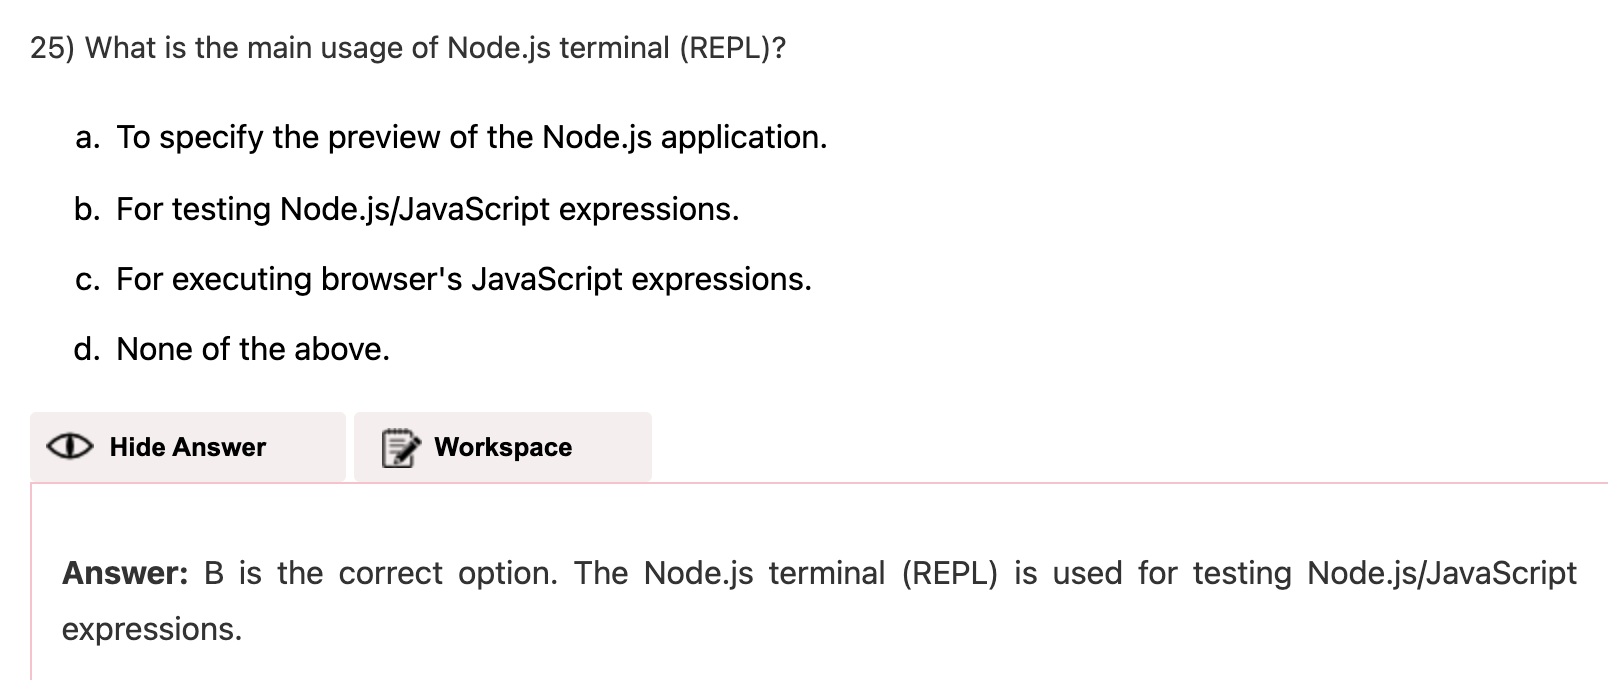 25) What is the main usage of Node.js terminal (REPL)?
a. To specify the preview of the Node.js application.
b. For testing Node.js/JavaScript expressions.
c. For executing browser's JavaScript expressions.
d. None of the above.
Hide Answer Workspace
Answer: B is the correct option. The Node.js terminal (REPL) is used for testing Node.js/JavaScript
expressions.